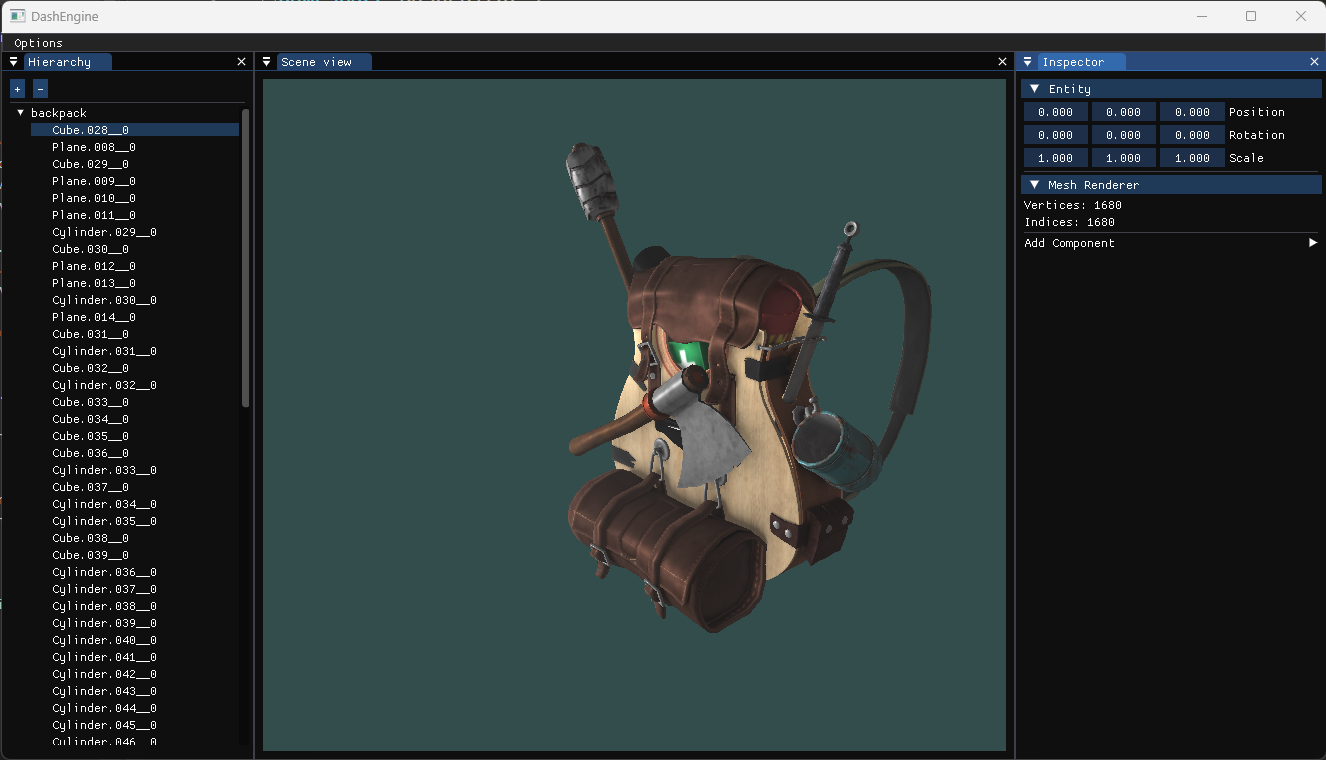 DashEngine
Options
Hierarchy
+ -
backpack
Cube.028__0
Plane.008__0
Cube.029__0
Plane.009__0
Plane.010__0
Plane.011__0
Cylinder.029__0
Cube.030__0
Plane.012__0
Plane.013__0
Cylinder.030__0
Plane.014__0
Cube.031__0
Cylinder.031__0
Cube.032__0
Cylinder.032__0
Cube.033__0
Cube.034__0
Cube.035__0
Cube.036__0
Cylinder.033__0
Cube.037__0
Cylinder.034__0
Cylinder.035__0
Cube.038__0
Cube.039__0
Cylinder.036__0
Cylinder.037__0
Cylinder.038__0
Cylinder.039__0
Cylinder.040__0
Cylinder.041__0
Cylinder.042__0
Cylinder.043__0
Cylinder.044__0
Cylinder.045__0
Cylinder.046__0
Scene view
Inspector
Entity
0.000 0.000 0.000 Position
0.000 0.000 0.000 Rotation
1.000 1.000 1.000 Scale
Mesh Renderer
Vertices: 1680
Indices: 1680
Add Component